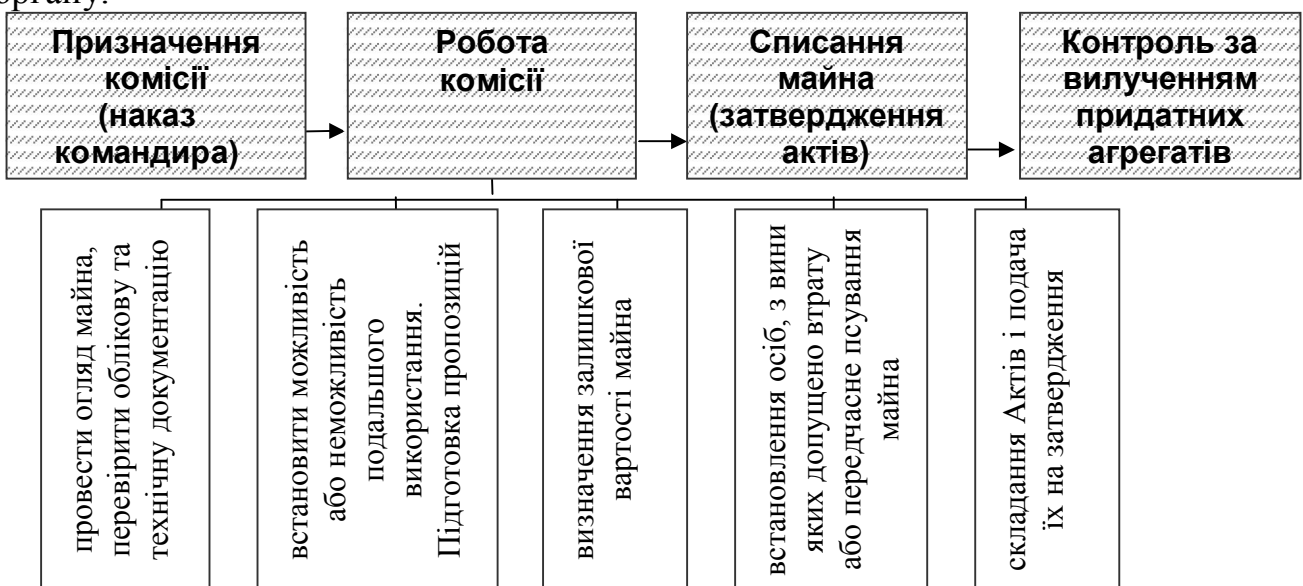 органу.
Призначення
комісії
(наказ
командира)
Робота
комісії
Списання
майна
(затвердження
актів)
Контроль за
вилученням
придатних
агрегатів
провести огляд майна,
перевірити облікову та
технічну документацію
встановити можливість
або неможливість
подальшого
використання.
Підготовка пропозицій
визначення залишкової
вартості майна
встановлення осіб, з вини
яких допущено втрату
або передчасне псування
майна
складання Актів і подача
їх на затвердження